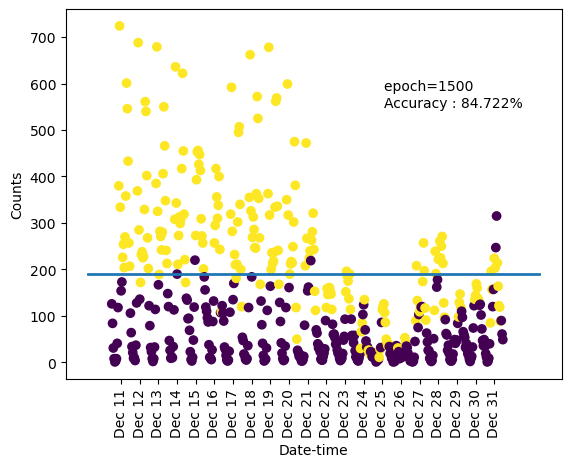 700
600
500
400
300
200
100
0
Counts
epoch=1500
Accuracy : 84.722%
Dec 11
Dec 12
Dec 13
Dec 14
Dec 15
Dec 16
Dec 17
Dec 18
Dec 19
Dec 20
Dec 21
Dec 22
Dec 23
Dec 24
Dec 25
Dec 26
Dec 27
Dec 28
Dec 29
Dec 30
Dec 31
Date-time